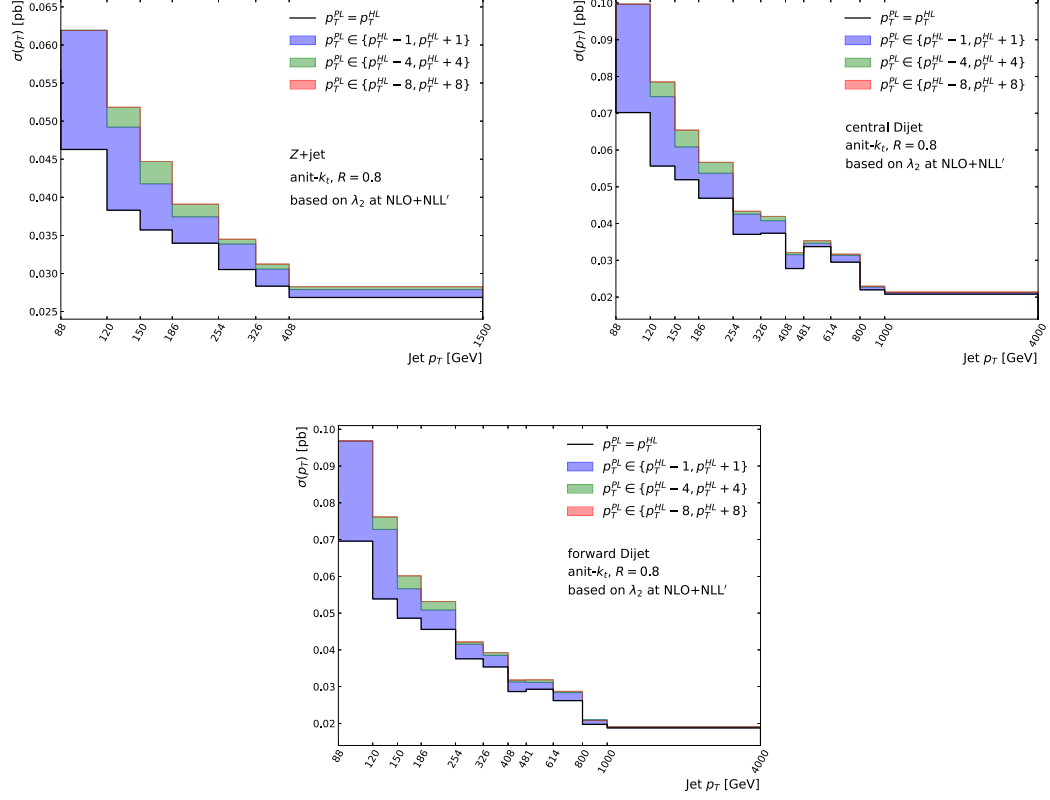 σ(p_T) [pb]
0.065
0.060
0.055
0.050
0.045
0.040
0.035
0.030
0.025
p_T^{PL} = p_T^{HL}
p_T^{PL} ∈ {p_T^{HL} − 1, p_T^{HL} + 1}
p_T^{PL} ∈ {p_T^{HL} − 4, p_T^{HL} + 4}
p_T^{PL} ∈ {p_T^{HL} − 8, p_T^{HL} + 8}
Z+jet
anit-k_t, R = 0.8
based on λ_2 at NLO+NLL′
88 120 150 186 254 326 408 1500
Jet p_T [GeV]
σ(p_T) [pb]
0.10
0.09
0.08
0.07
0.06
0.05
0.04
0.03
0.02
p_T^{PL} = p_T^{HL}
p_T^{PL} ∈ {p_T^{HL} − 1, p_T^{HL} + 1}
p_T^{PL} ∈ {p_T^{HL} − 4, p_T^{HL} + 4}
p_T^{PL} ∈ {p_T^{HL} − 8, p_T^{HL} + 8}
central Dijet
anit-k_t, R = 0.8
based on λ_2 at NLO+NLL′
88 120 150 186 254 326 408 481 614 800 1000 4000
Jet p_T [GeV]
σ(p_T) [pb]
0.10
0.09
0.08
0.07
0.06
0.05
0.04
0.03
0.02
p_T^{PL} = p_T^{HL}
p_T^{PL} ∈ {p_T^{HL} − 1, p_T^{HL} + 1}
p_T^{PL} ∈ {p_T^{HL} − 4, p_T^{HL} + 4}
p_T^{PL} ∈ {p_T^{HL} − 8, p_T^{HL} + 8}
forward Dijet
anit-k_t, R = 0.8
based on λ_2 at NLO+NLL′
88 120 150 186 254 326 408 481 614 800 1000 4000
Jet p_T [GeV]